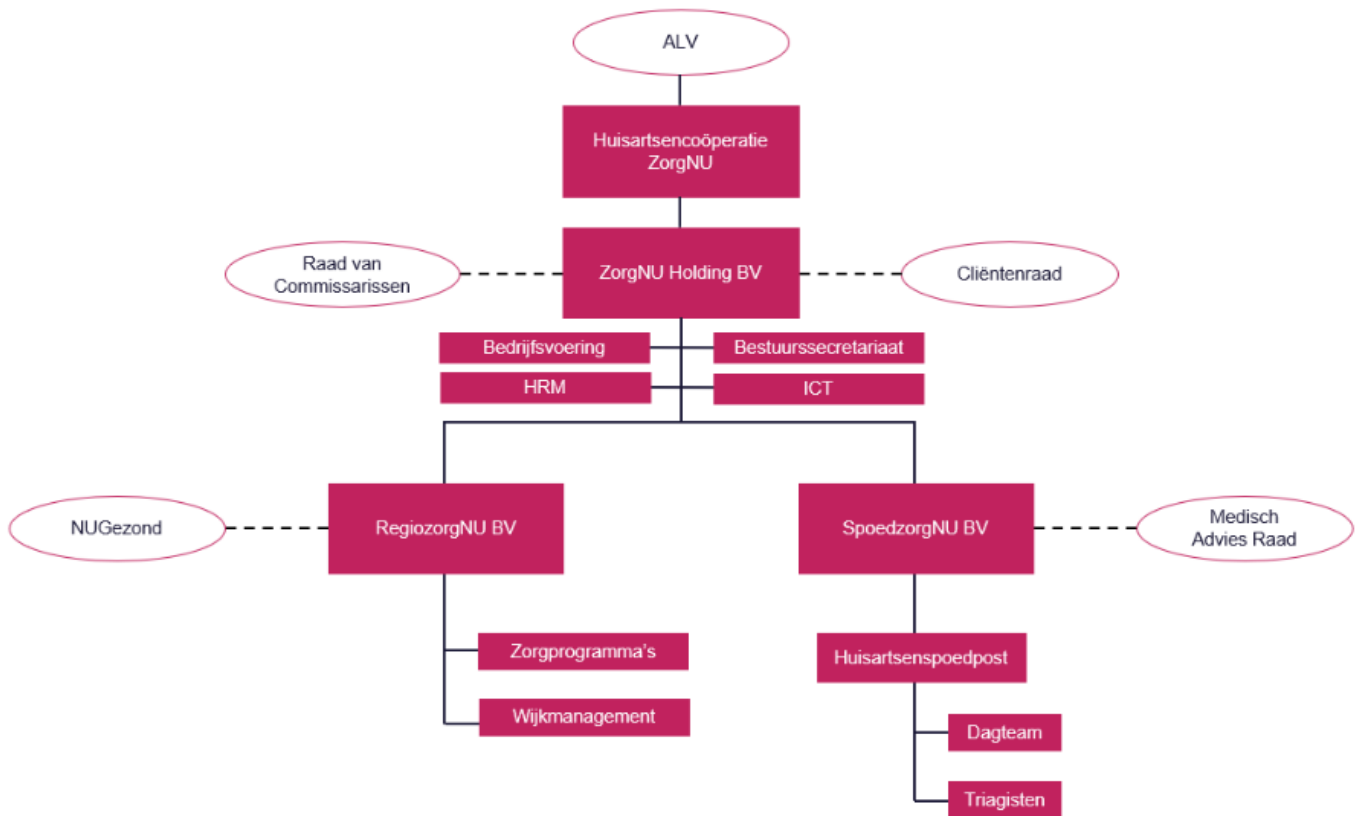 ALV
Huisartsencoöperatie
ZorgNU
Raad van
Commissarissen
ZorgNU Holding BV
Cliëntenraad
Bedrijfsvoering
Bestuurssecretariaat
HRM
ICT
NUGezond
RegiozorgNU BV
SpoedzorgNU BV
Medisch
Advies Raad
Zorgprogramma's
Huisartsenspoedpost
Wijkmanagement
Dagteam
Triagisten